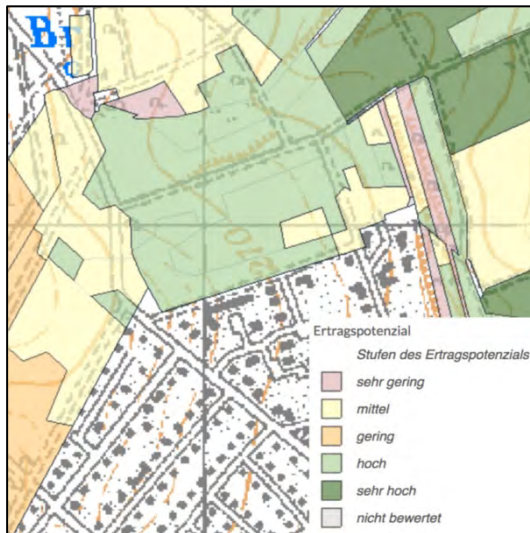 Ertragspotenzial
Stufen des Ertragspotenzials
sehr gering
mittel
gering
hoch
sehr hoch
nicht bewertet